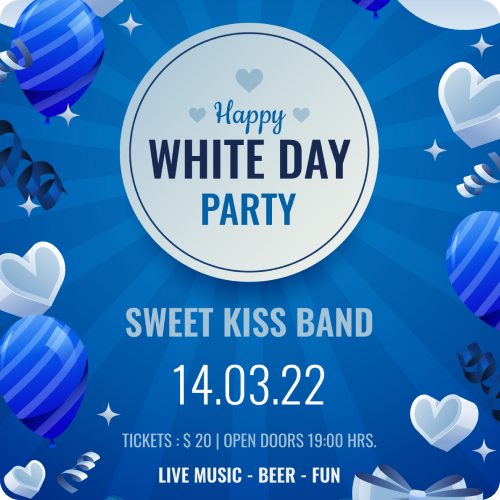 Happy
WHITE DAY
PARTY
SWEET KISS BAND
14.03.22
TICKETS : $ 20 | OPEN DOORS 19:00 HRS.
LIVE MUSIC - BEER - FUN